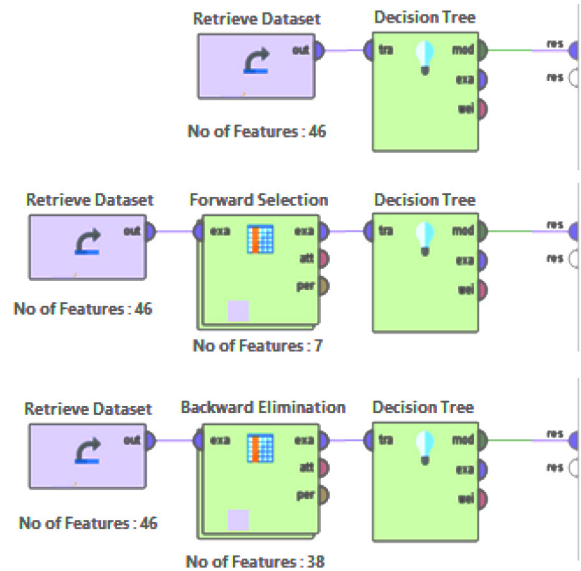 Retrieve Dataset Decision Tree
out tra mod res
exa res
wei
No of Features : 46
Retrieve Dataset Forward Selection Decision Tree
out exa exa tra mod res
att exa res
per wei
No of Features : 46
No of Features : 7
Retrieve Dataset Backward Elimination Decision Tree
out exa exa tra mod res
att exa res
per wei
No of Features : 46
No of Features : 38